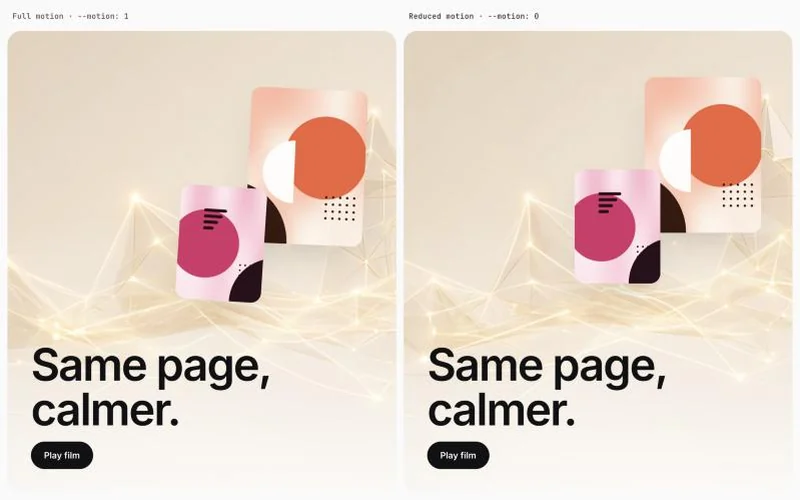 Full motion · --motion: 1
Reduced motion · --motion: 0
Same page,
calmer.
Play film
Same page,
calmer.
Play film